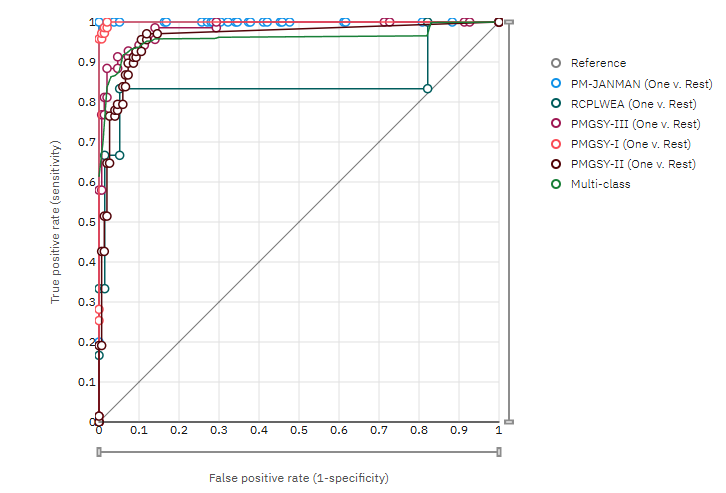 1
0.9
0.8
0.7
0.6
0.5
0.4
0.3
0.2
0.1
0
0 0.1 0.2 0.3 0.4 0.5 0.6 0.7 0.8 0.9 1
True positive rate (sensitivity)
False positive rate (1-specificity)
Reference
PM-JANMAN (One v. Rest)
RCPLWEA (One v. Rest)
PMGSY-III (One v. Rest)
PMGSY-I (One v. Rest)
PMGSY-II (One v. Rest)
Multi-class